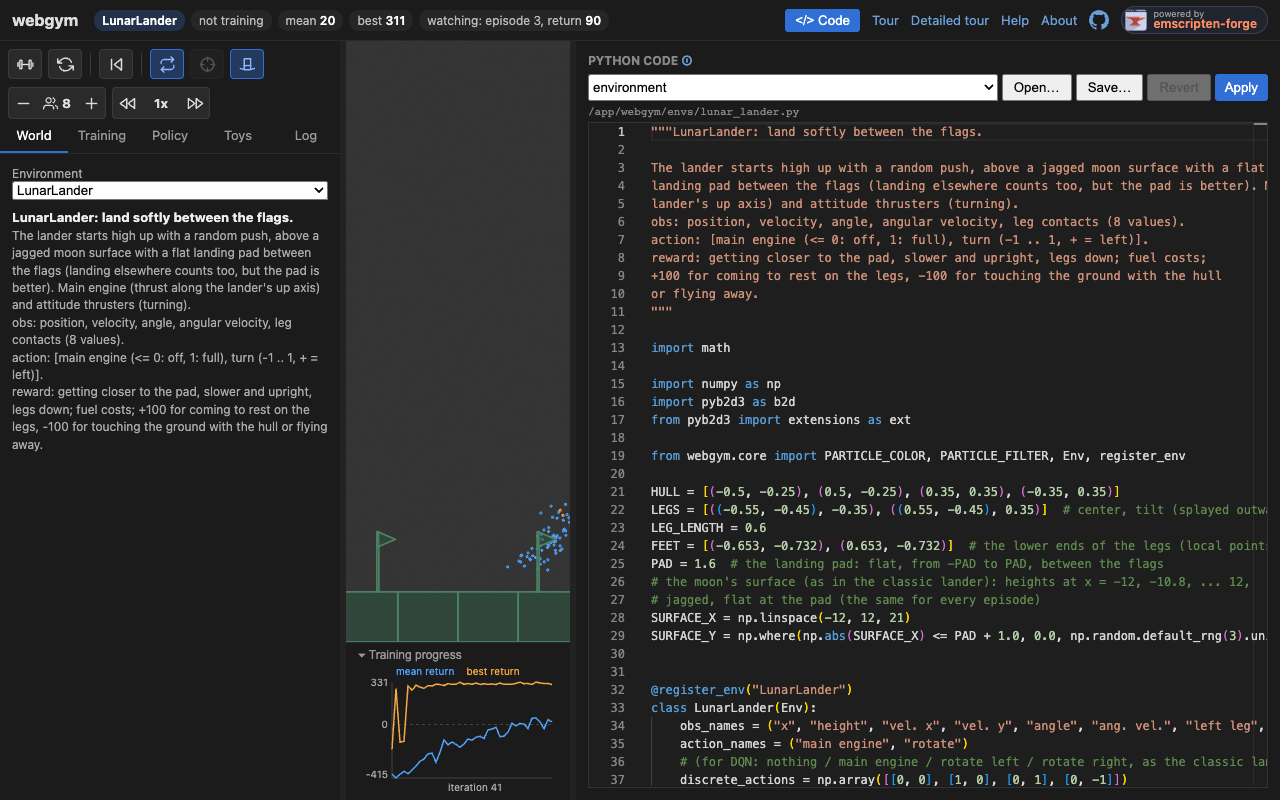 webgym
LunarLander
not training
mean 20
best 311
watching: episode 3, return 90
</> Code
Tour
Detailed tour
Help
About
powered by
emscripten-forge
8
1x
World
Training
Policy
Toys
Log
Environment
LunarLander
LunarLander: land softly between the flags.
The lander starts high up with a random push, above a
jagged moon surface with a flat landing pad between
the flags (landing elsewhere counts too, but the pad is
better). Main engine (thrust along the lander's up axis)
and attitude thrusters (turning).
obs: position, velocity, angle, angular velocity, leg
contacts (8 values).
action: [main engine (<= 0: off, 1: full), turn (-1 .. 1, + =
left)].
reward: getting closer to the pad, slower and upright,
legs down; fuel costs; +100 for coming to rest on the
legs, -100 for touching the ground with the hull or flying
away.
Training progress
mean return
best return
331
0
-415
Iteration 41
PYTHON CODE
environment
Open...
Save...
Revert
Apply
/app/webgym/envs/lunar_lander.py
1 """LunarLander: land softly between the flags.
2
3 The lander starts high up with a random push, above a jagged moon surface with a flat
4 landing pad between the flags (landing elsewhere counts too, but the pad is better).
5 lander's up axis) and attitude thrusters (turning).
6 obs: position, velocity, angle, angular velocity, leg contacts (8 values).
7 action: [main engine (<= 0: off, 1: full), turn (-1 .. 1, + = left)].
8 reward: getting closer to the pad, slower and upright, legs down; fuel costs;
9 +100 for coming to rest on the legs, -100 for touching the ground with the hull
10 or flying away.
11 """
12
13 import math
14
15 import numpy as np
16 import pyb2d3 as b2d
17 from pyb2d3 import extensions as ext
18
19 from webgym.core import PARTICLE_COLOR, PARTICLE_FILTER, Env, register_env
20
21 HULL = [(-0.5, -0.25), (0.5, -0.25), (0.35, 0.35), (-0.35, 0.35)]
22 LEGS = [((-0.55, -0.45), -0.35), ((0.55, -0.45), 0.35)]  # center, tilt (splayed outw
23 LEG_LENGTH = 0.6
24 FEET = [(-0.653, -0.732), (0.653, -0.732)]  # the lower ends of the legs (local point
25 PAD = 1.6  # the landing pad: flat, from -PAD to PAD, between the flags
26 # the moon's surface (as in the classic lander): heights at x = -12, -10.8, ... 12,
27 # jagged, flat at the pad (the same for every episode)
28 SURFACE_X = np.linspace(-12, 12, 21)
29 SURFACE_Y = np.where(np.abs(SURFACE_X) <= PAD + 1.0, 0.0, np.random.default_rng(3).un
30
31
32 @register_env("LunarLander")
33 class LunarLander(Env):
34 obs_names = ("x", "height", "vel. x", "vel. y", "angle", "ang. vel.", "left leg",
35 action_names = ("main engine", "rotate")
36 # (for DQN: nothing / main engine / rotate left / rotate right, as the classic la
37 discrete_actions = np.array([[0, 0], [1, 0], [0, 1], [0, -1]])